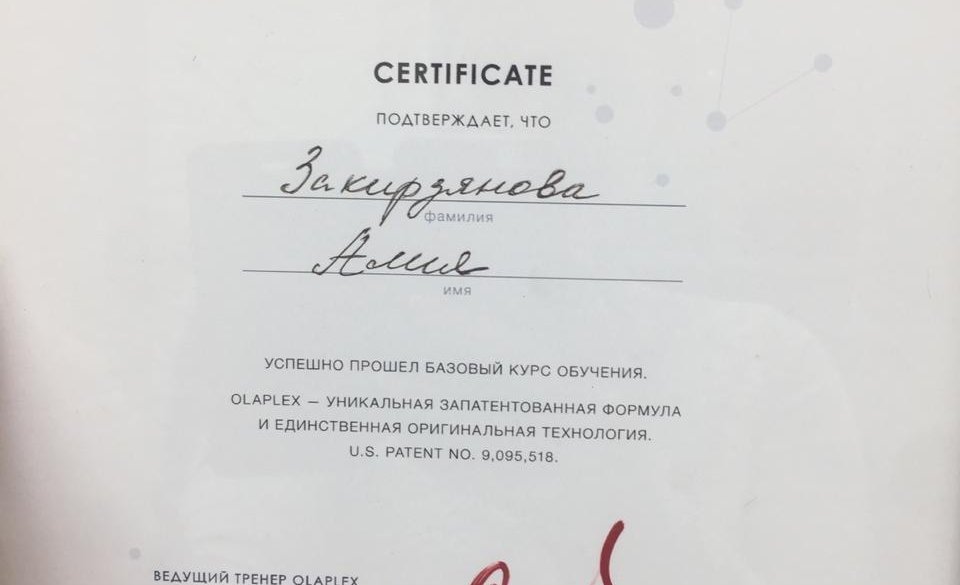 CERTIFICATE
ПОДТВЕРЖДАЕТ, ЧТО
Закирзянова
фамилия
Алия
имя
УСПЕШНО ПРОШЕЛ БАЗОВЫЙ КУРС ОБУЧЕНИЯ.
OLAPLEX — УНИКАЛЬНАЯ ЗАПАТЕНТОВАННАЯ ФОРМУЛА
И ЕДИНСТВЕННАЯ ОРИГИНАЛЬНАЯ ТЕХНОЛОГИЯ.
U.S. PATENT NO. 9,095,518.
ВЕДУЩИЙ ТРЕНЕР OLAPLEX